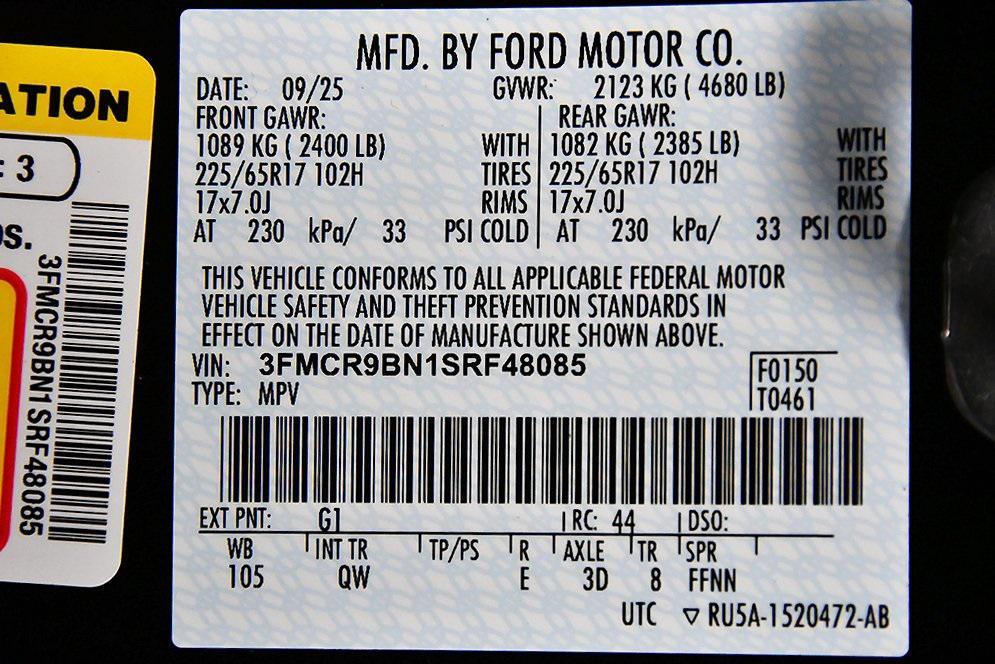 ATION
: 3
os.
3FMCR9BN1SRF48085
MFD. BY FORD MOTOR CO.
DATE: 09/25 GVWR: 2123 KG ( 4680 LB)
FRONT GAWR: REAR GAWR:
1089 KG ( 2400 LB) WITH 1082 KG ( 2385 LB) WITH
225/65R17 102H TIRES 225/65R17 102H TIRES
17x7.0J RIMS 17x7.0J RIMS
AT 230 kPa/ 33 PSI COLD AT 230 kPa/ 33 PSI COLD
THIS VEHICLE CONFORMS TO ALL APPLICABLE FEDERAL MOTOR
VEHICLE SAFETY AND THEFT PREVENTION STANDARDS IN
EFFECT ON THE DATE OF MANUFACTURE SHOWN ABOVE.
VIN: 3FMCR9BN1SRF48085 F0150
TYPE: MPV T0461
EXT PNT: G1 RC: 44 DSO:
WB INT TR TP/PS R AXLE TR SPR
105 QW E 3D 8 FFNN
UTC ▽ RU5A-1520472-AB